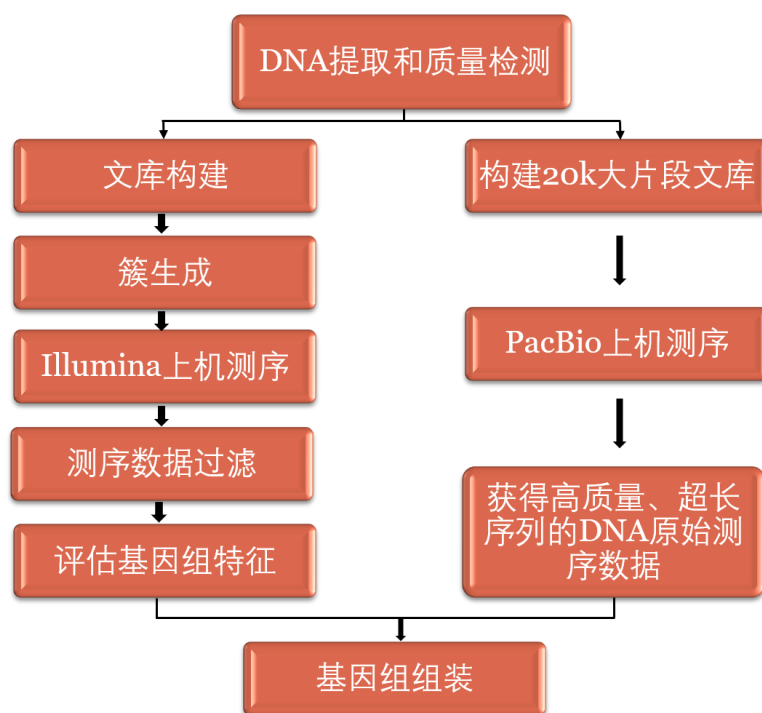 DNA提取和质量检测
文库构建
构建20k大片段文库
簇生成
Illumina上机测序
PacBio上机测序
测序数据过滤
获得高质量、超长
序列的DNA原始测
序数据
评估基因组特征
基因组组装